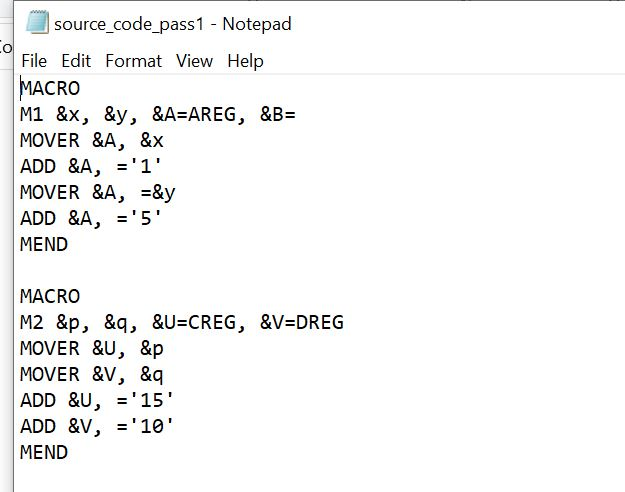 source_code_pass1 - Notepad
File Edit Format View Help
MACRO
M1 &x, &y, &A=AREG, &B=
MOVER &A, &x
ADD &A, ='1'
MOVER &A, =&y
ADD &A, ='5'
MEND
MACRO
M2 &p, &q, &U=CREG, &V=DREG
MOVER &U, &p
MOVER &V, &q
ADD &U, ='15'
ADD &V, ='10'
MEND